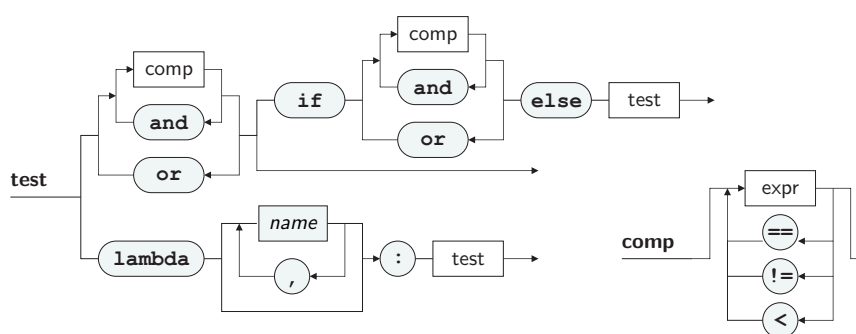 comp
comp
and
if
and
else
test
or
or
test
name
expr
lambda
:
test
comp
==
,
!=
<